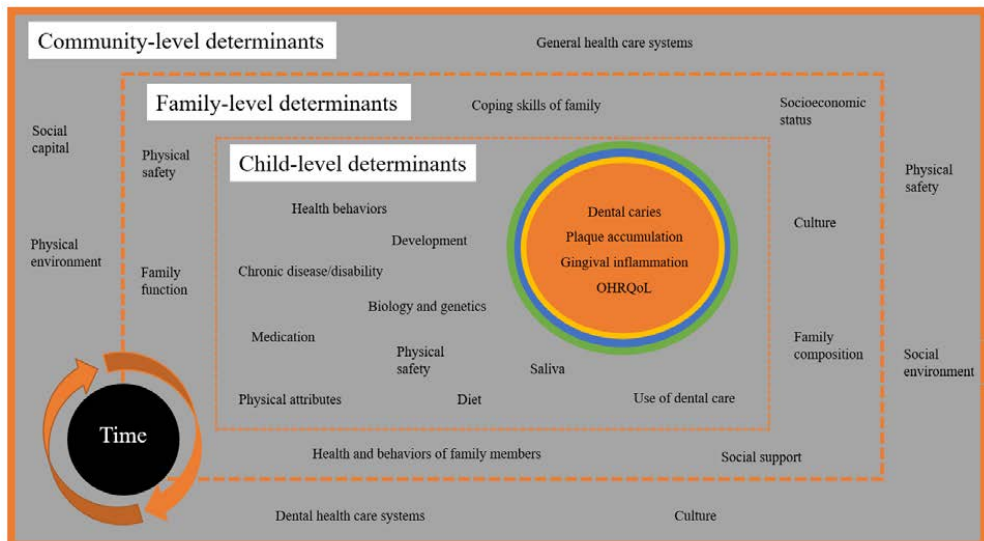 Community-level determinants
General health care systems
Family-level determinants
Coping skills of family
Socioeconomic
status
Social
capital
Physical
safety
Child-level determinants
Physical
safety
Health behaviors
Dental caries
Plaque accumulation
Gingival inflammation
OHRQoL
Development
Culture
Physical
environment
Family
function
Chronic disease/disability
Biology and genetics
Medication
Family
composition
Social
environment
Physical
safety
Saliva
Physical attributes
Diet
Use of dental care
Time
Health and behaviors of family members
Social support
Dental health care systems
Culture